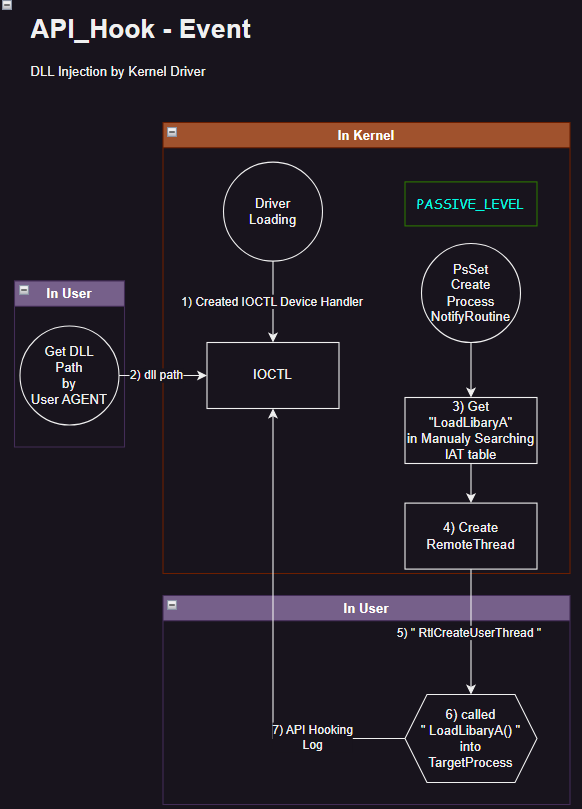 API_Hook - Event
DLL Injection by Kernel Driver
In Kernel
Driver
Loading
PASSIVE_LEVEL
PsSet
Create
Process
NotifyRoutine
1) Created IOCTL Device Handler
In User
Get DLL
Path
by
User AGENT
2) dll path
IOCTL
3) Get
"LoadLibaryA"
in Manualy Searching
IAT table
4) Create
RemoteThread
In User
5) " RtlCreateUserThread "
6) called
" LoadLibaryA() "
into
TargetProcess
7) API Hooking
Log